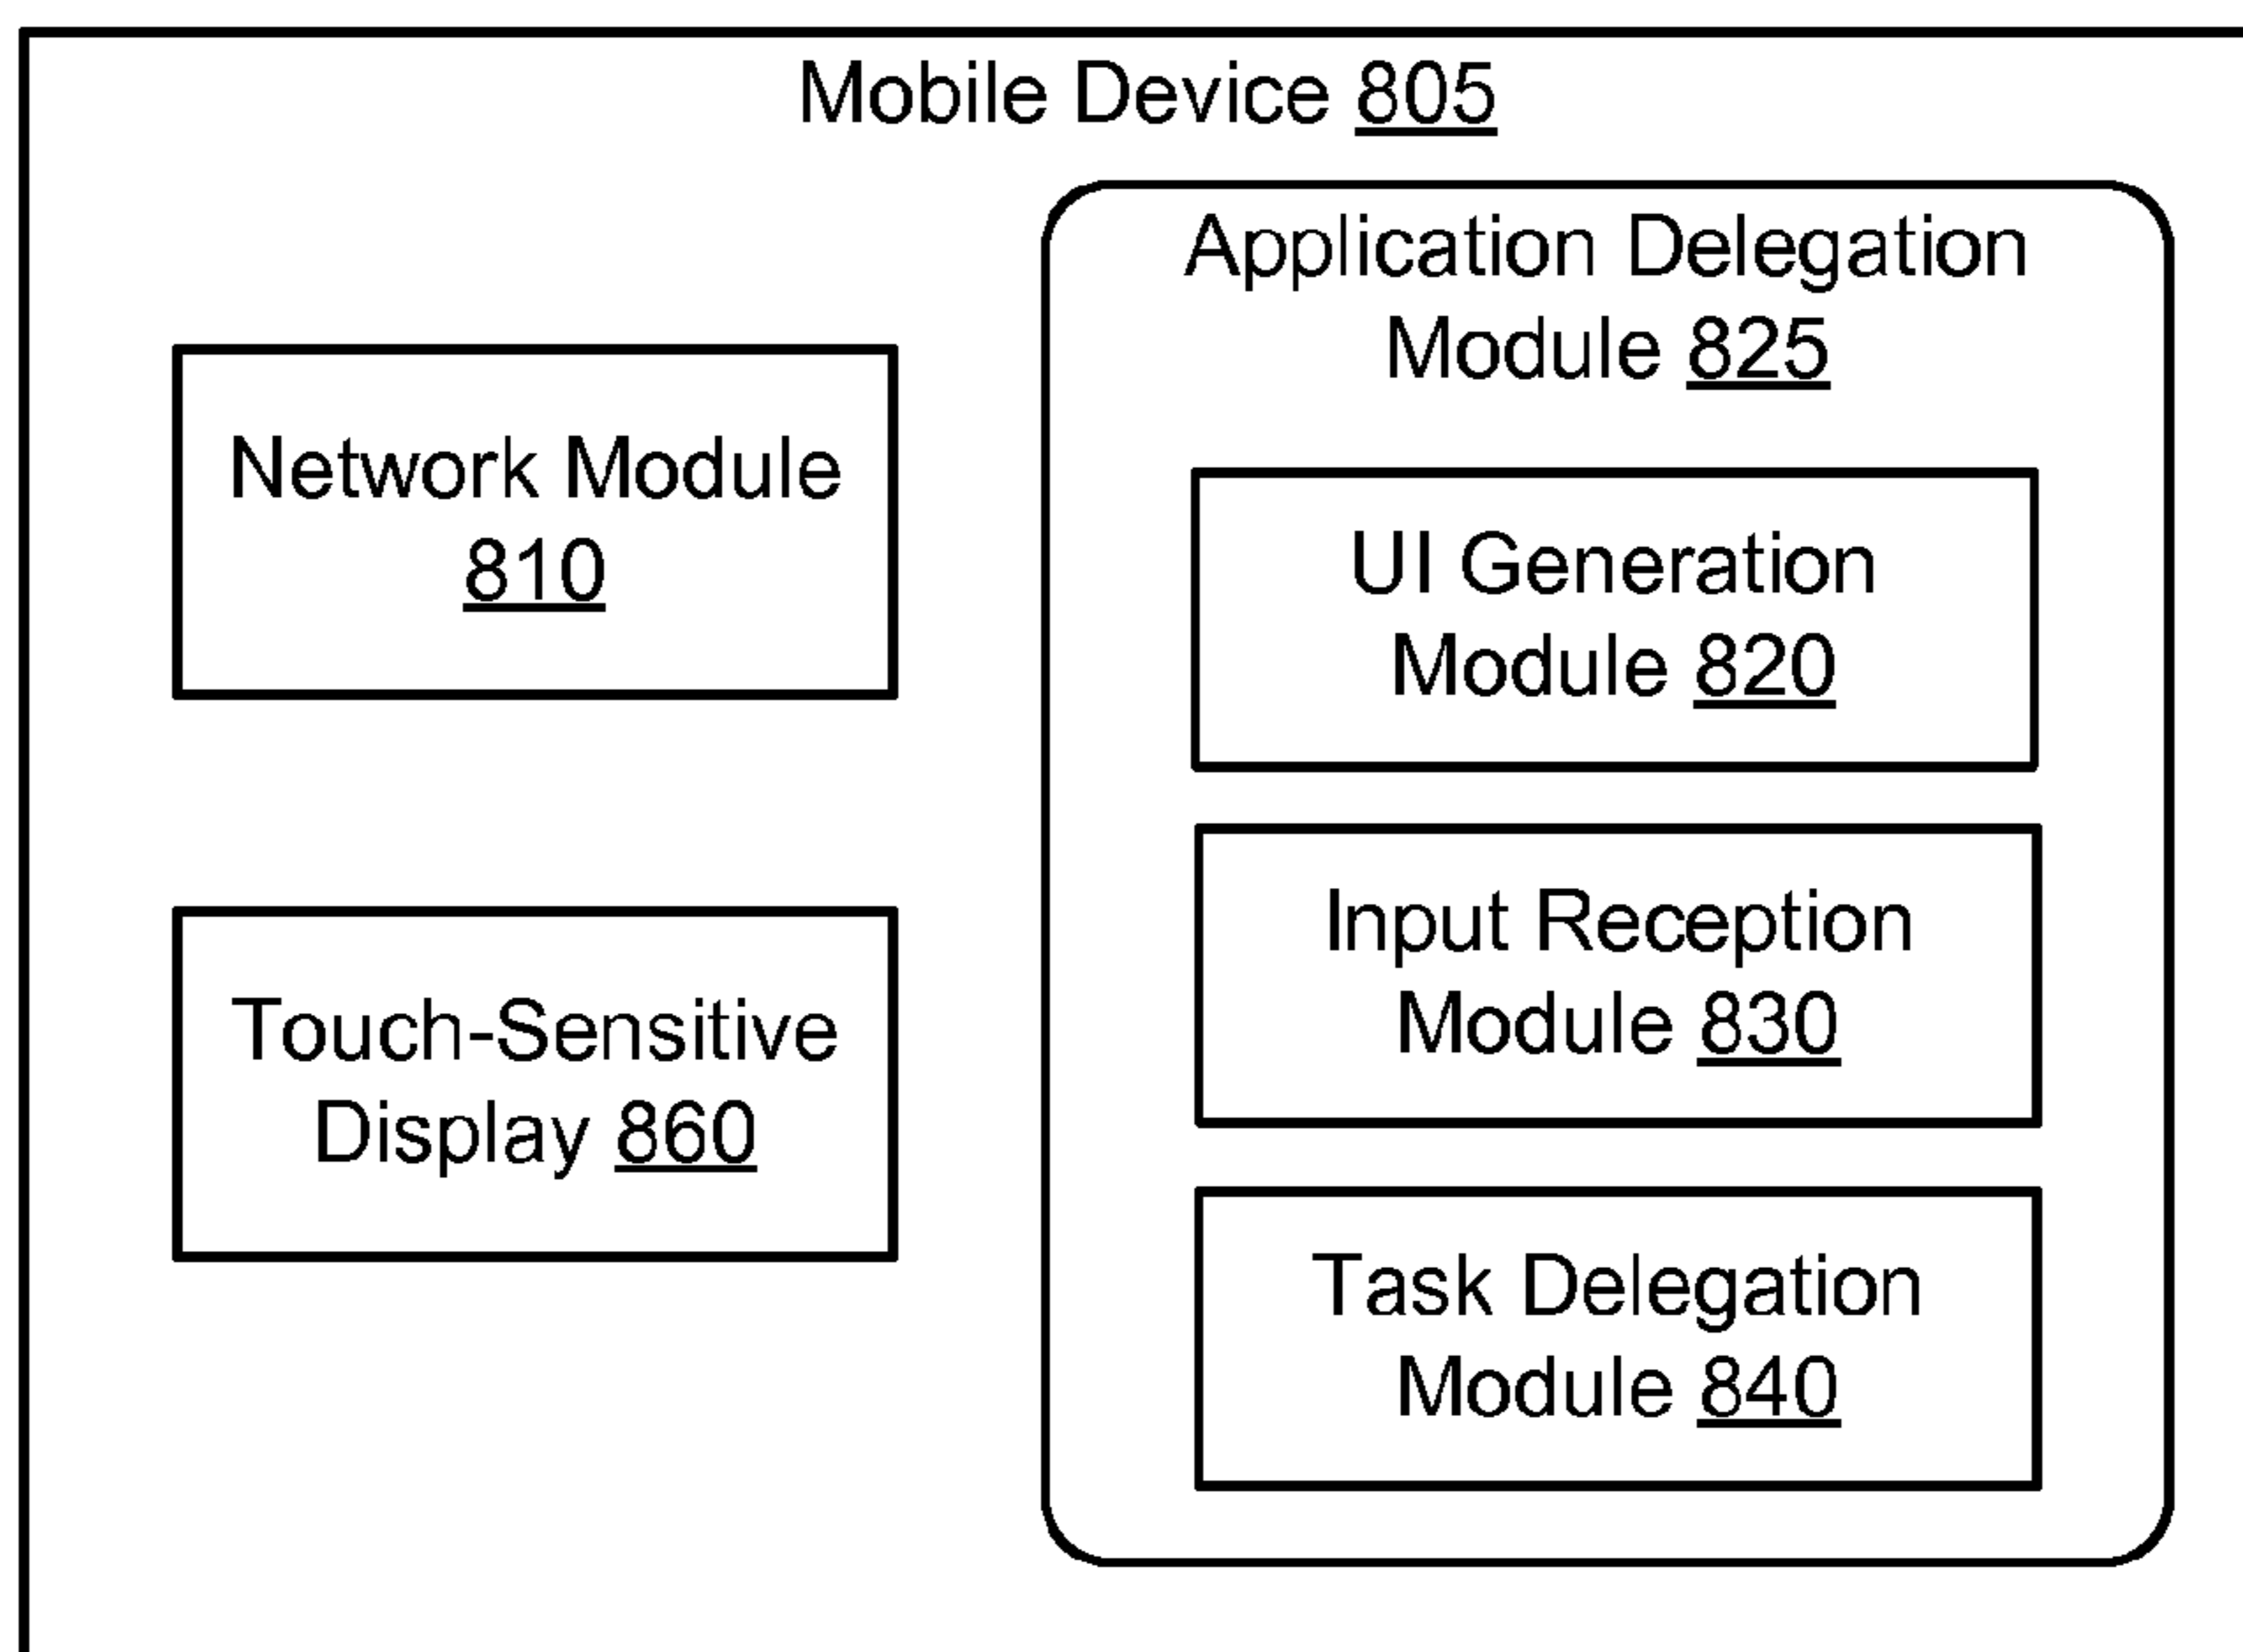 Mobile Device 805
Network Module
810
Touch-Sensitive
Display 860
Application Delegation
Module 825
UI Generation
Module 820
Input Reception
Module 830
Task Delegation
Module 840